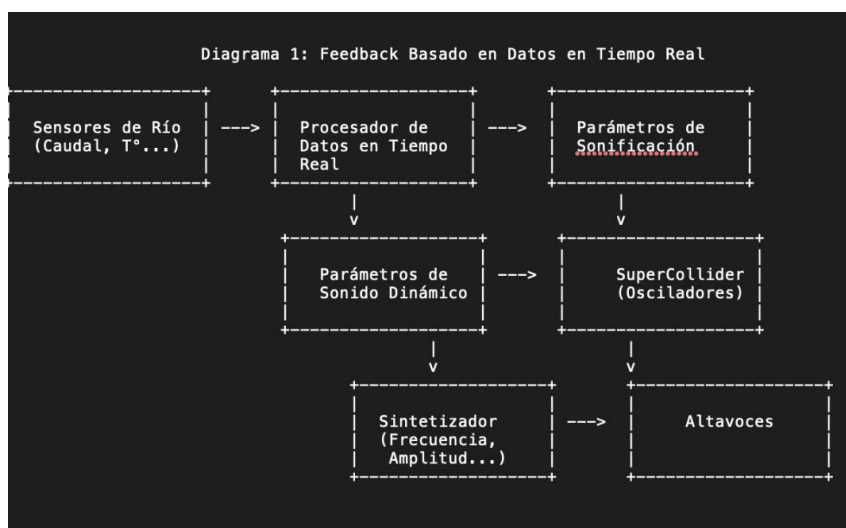 Diagrama 1: Feedback Basado en Datos en Tiempo Real
Sensores de Río
(Caudal, T°...)
--->
Procesador de
Datos en Tiempo
Real
--->
Parámetros de
Sonificación
Parámetros de
Sonido Dinámico
--->
SuperCollider
(Osciladores)
Sintetizador
(Frecuencia,
Amplitud...)
--->
Altavoces